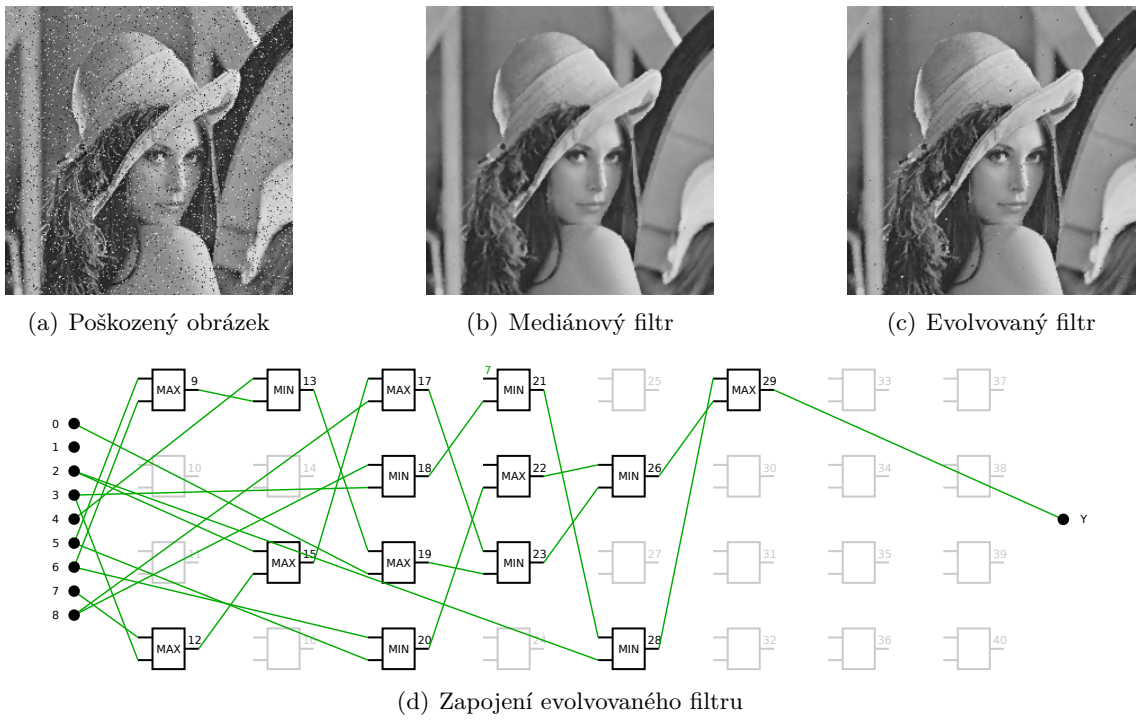 (a) Poškozený obrázek
(b) Mediánový filtr
(c) Evolvovaný filtr
MAX 9
MIN 13
MAX 17
7
MIN 21
25
MAX 29
33
37
0
1
2
3
4
5
6
7
8
10
14
MIN 18
MAX 22
MIN 26
30
34
38
Y
11
MAX 15
MAX 19
MIN 23
27
31
35
39
MAX 12
16
MIN 20
24
MIN 28
32
36
40
(d) Zapojení evolvovaného filtru